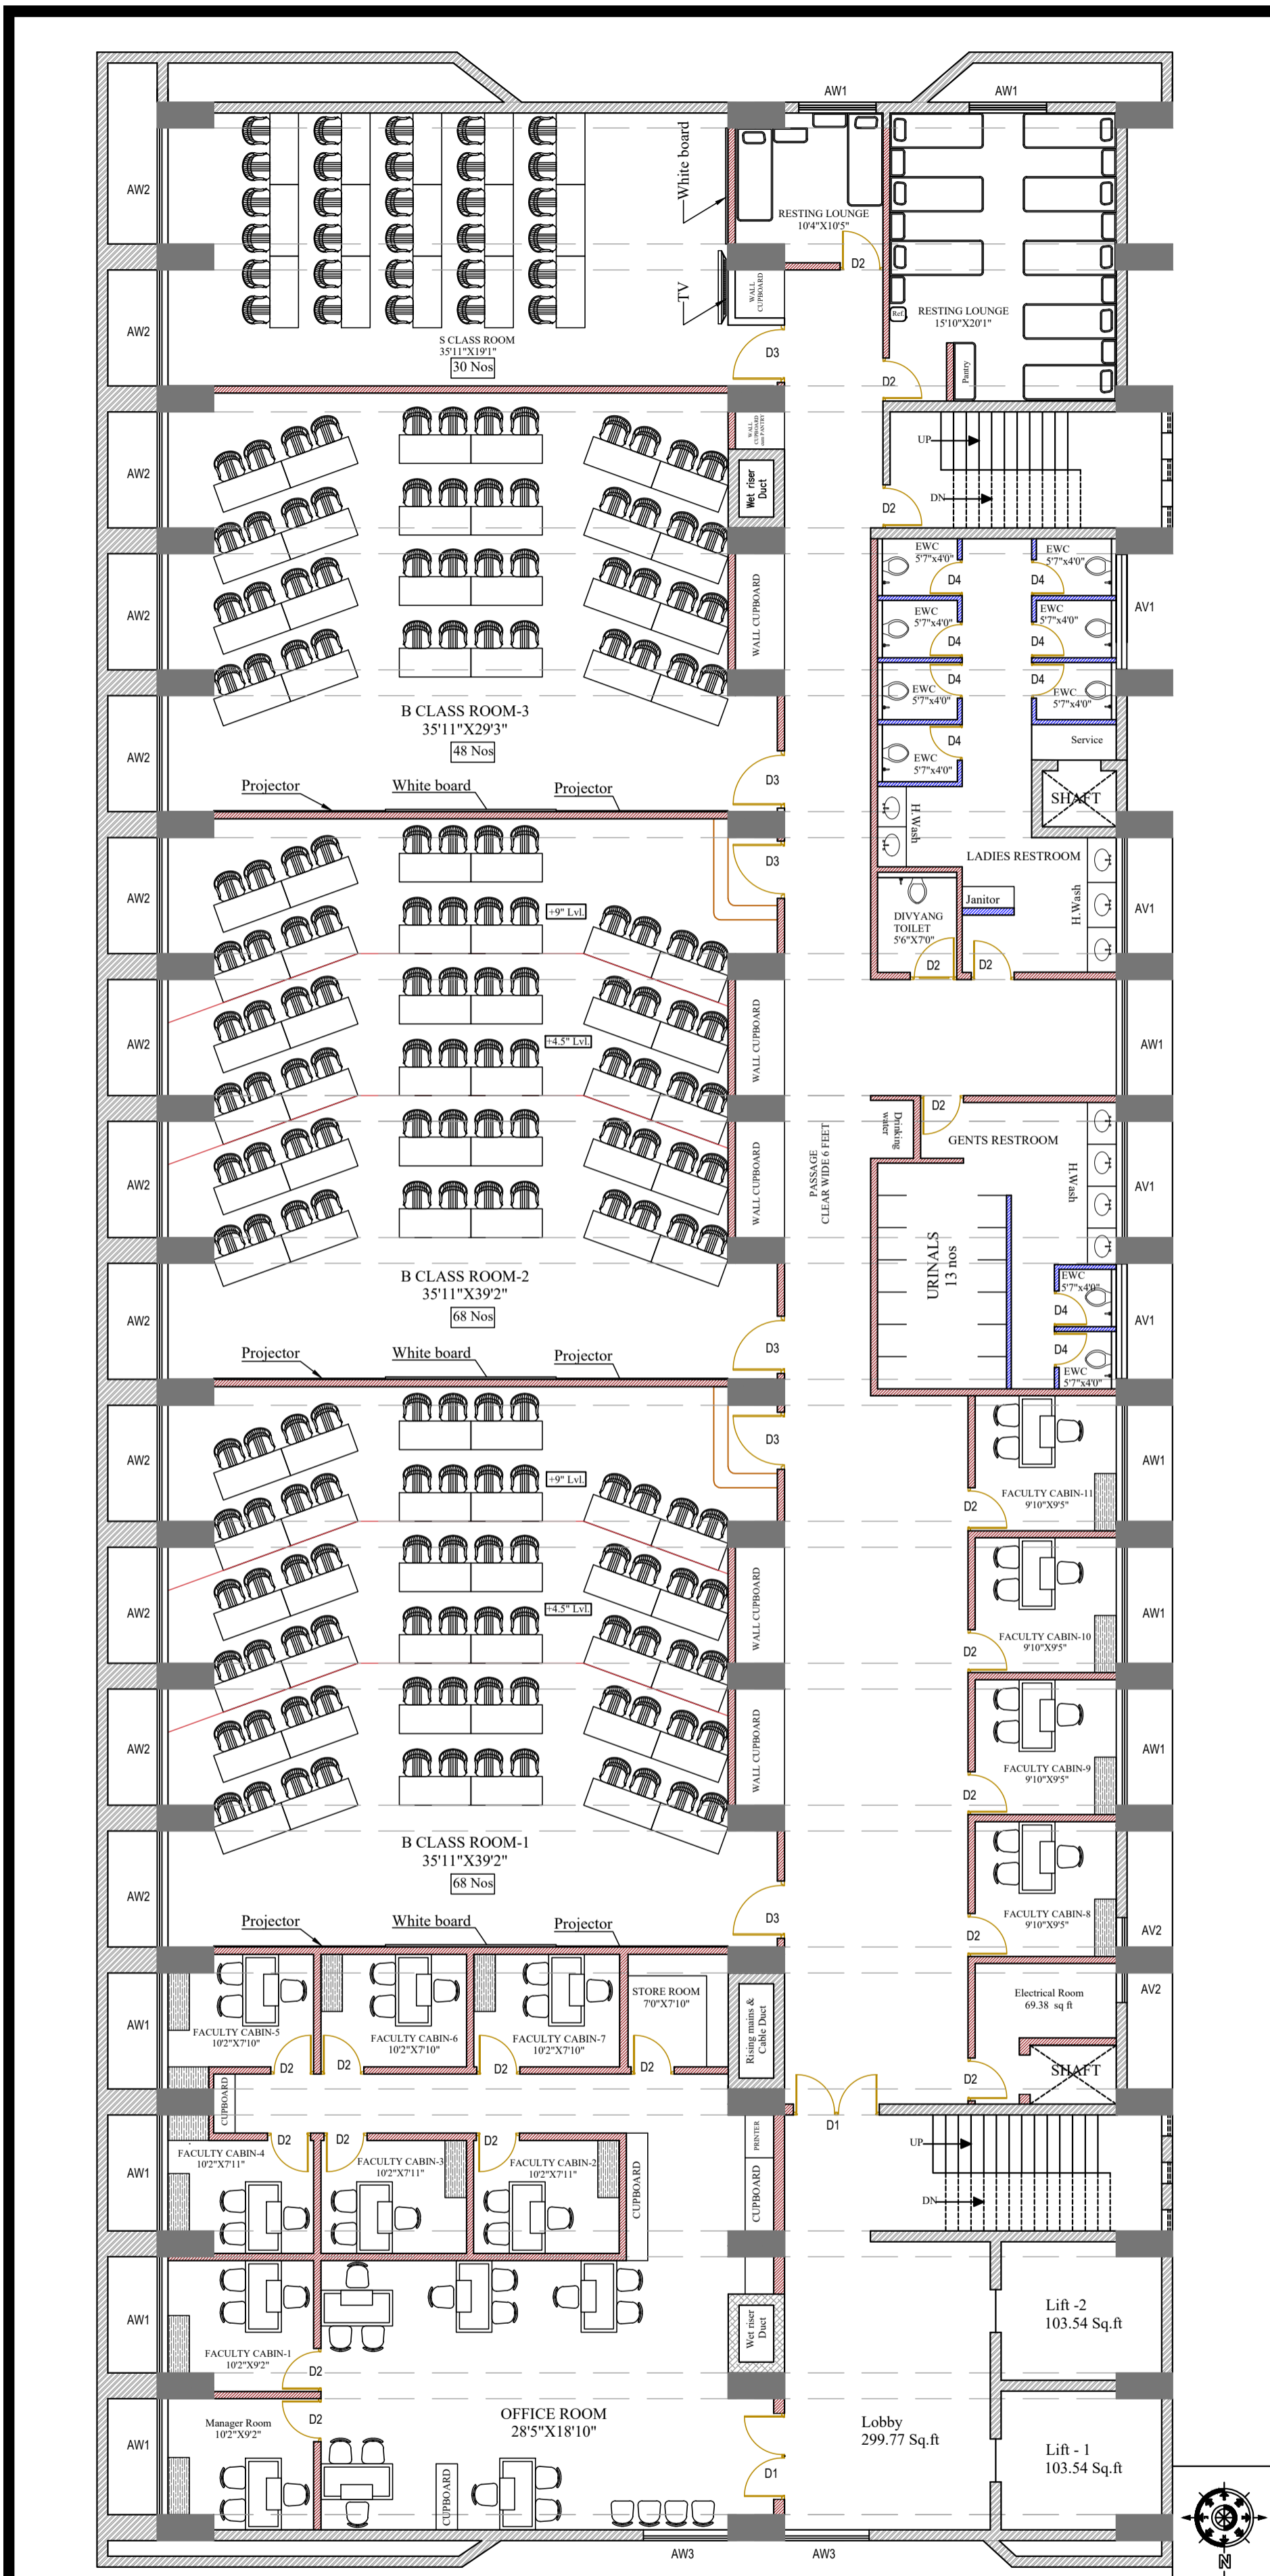 AW1
AW1
AW2
White board
RESTING LOUNGE
10'4"X10'5"
D2
WALL
CUPBOARD
TV
AW2
Ref.
RESTING LOUNGE
15'10"X20'1"
S CLASS ROOM
35'11"X19'1"
30 Nos
D3
Pantry
D2
WALL
CUPBOARD
cum PANTRY
UP
AW2
Wet riser
Duct
DN
D2
EWC
5'7"x4'0"
EWC
5'7"x4'0"
D4
D4
AW2
WALL CUPBOARD
EWC
5'7"x4'0"
EWC
5'7"x4'0"
AV1
D4
D4
D4
D4
EWC
5'7"x4'0"
EWC
5'7"x4'0"
B CLASS ROOM-3
35'11"X29'3"
48 Nos
D4
Service
AW2
EWC
5'7"x4'0"
Projector
White board
Projector
D3
SHAFT
H.Wash
D3
LADIES RESTROOM
AW2
+9" Lvl.
Janitor
H.Wash
AV1
DIVYANG
TOILET
5'6"X7'0"
D2
D2
AW2
+4.5" Lvl.
WALL CUPBOARD
AW1
D2
Drinking
water
GENTS RESTROOM
AW2
WALL CUPBOARD
PASSAGE
CLEAR WIDE 6 FEET
H.Wash
AV1
URINALS
13 nos
B CLASS ROOM-2
35'11"X39'2"
68 Nos
EWC
5'7"x4'0"
D4
AW2
AV1
Projector
White board
Projector
D3
D4
EWC
5'7"x4'0"
D3
AW2
+9" Lvl.
AW1
FACULTY CABIN-11
9'10"X9'5"
D2
AW2
+4.5" Lvl.
WALL CUPBOARD
AW1
FACULTY CABIN-10
9'10"X9'5"
D2
AW2
WALL CUPBOARD
AW1
FACULTY CABIN-9
9'10"X9'5"
D2
B CLASS ROOM-1
35'11"X39'2"
68 Nos
AW2
FACULTY CABIN-8
9'10"X9'5"
AV2
Projector
White board
Projector
D3
D2
STORE ROOM
7'0"X7'10"
Electrical Room
69.38 sq ft
AV2
AW1
FACULTY CABIN-5
10'2"X7'10"
FACULTY CABIN-6
10'2"X7'10"
FACULTY CABIN-7
10'2"X7'10"
Rising mains &
Cable Duct
D2
D2
D2
D2
SHAFT
D2
CUPBOARD
D1
PRINTER
UP
D2
D2
D2
AW1
FACULTY CABIN-4
10'2"X7'11"
FACULTY CABIN-3
10'2"X7'11"
FACULTY CABIN-2
10'2"X7'11"
CUPBOARD
CUPBOARD
DN
AW1
Wet riser
Duct
Lift -2
103.54 Sq.ft
FACULTY CABIN-1
10'2"X9'2"
D2
Manager Room
10'2"X9'2"
D2
OFFICE ROOM
28'5"X18'10"
Lobby
299.77 Sq.ft
AW1
Lift - 1
103.54 Sq.ft
D1
CUPBOARD
AW3
AW3
N